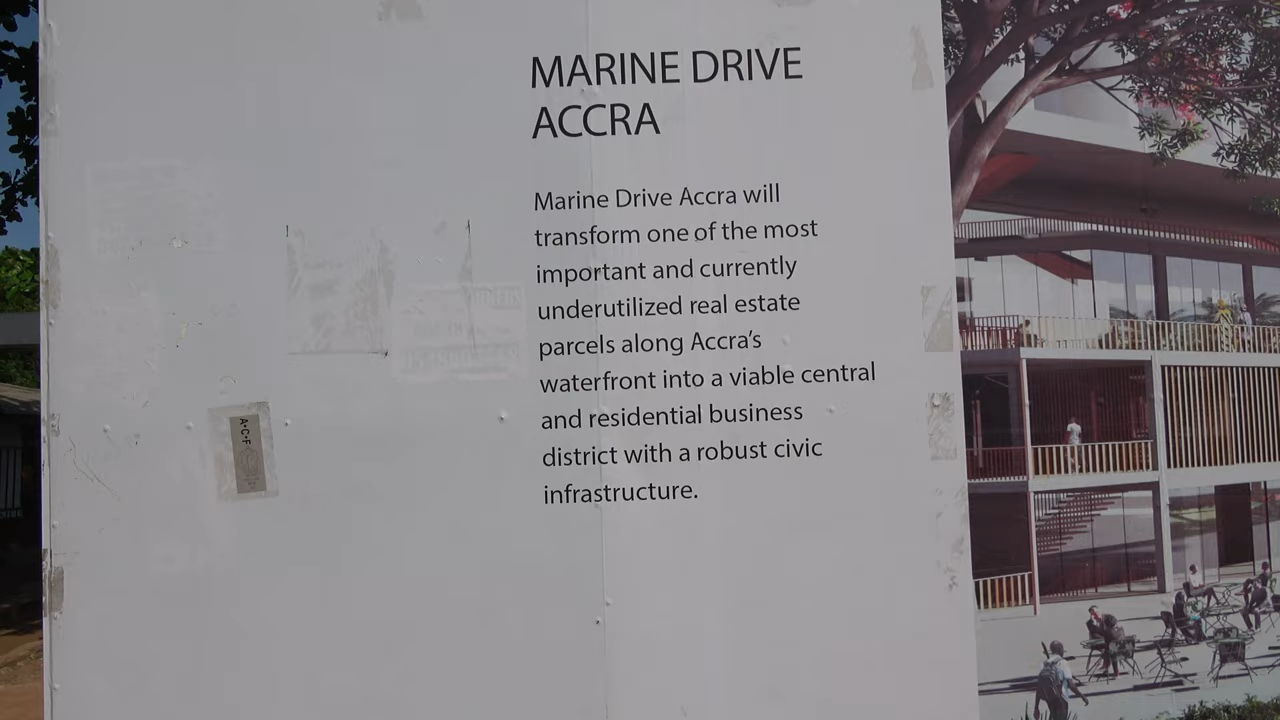 MARINE DRIVE
ACCRA
Marine Drive Accra will
transform one of the most
important and currently
underutilized real estate
parcels along Accra's
waterfront into a viable central
and residential business
district with a robust civic
infrastructure.
A•C•F